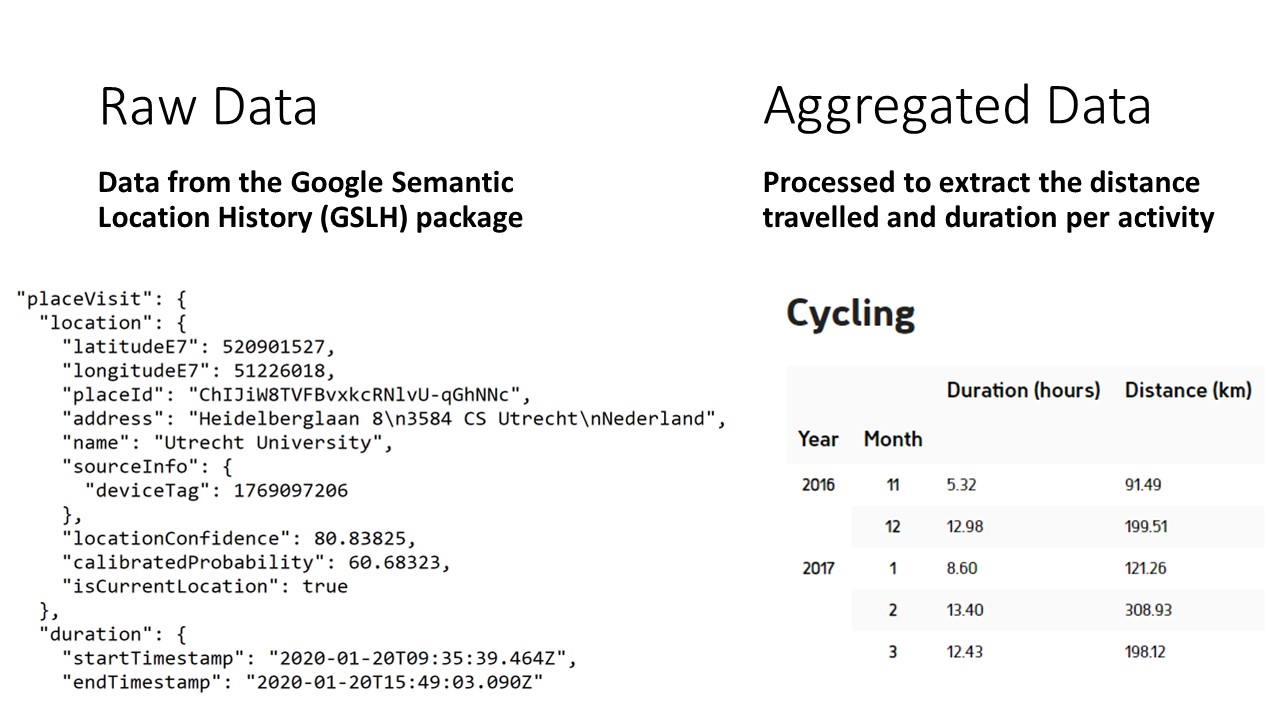 Raw Data
Data from the Google Semantic
Location History (GSLH) package
"placeVisit": {
"location": {
"latitudeE7": 520901527,
"longitudeE7": 51226018,
"placeId": "ChIJiW8TVFBvxkcRNlvU-qGhNNc",
"address": "Heidelberglaan 8\n3584 CS Utrecht\nNederland",
"name": "Utrecht University",
"sourceInfo": {
"deviceTag": 1769097206
},
"locationConfidence": 80.83825,
"calibratedProbability": 60.68323,
"isCurrentLocation": true
},
"duration": {
"startTimestamp": "2020-01-20T09:35:39.464Z",
"endTimestamp": "2020-01-20T15:49:03.090Z"
Aggregated Data
Processed to extract the distance
travelled and duration per activity
Cycling
Duration (hours) Distance (km)
Year Month
2016 11 5.32 91.49
12 12.98 199.51
2017 1 8.60 121.26
2 13.40 308.93
3 12.43 198.12